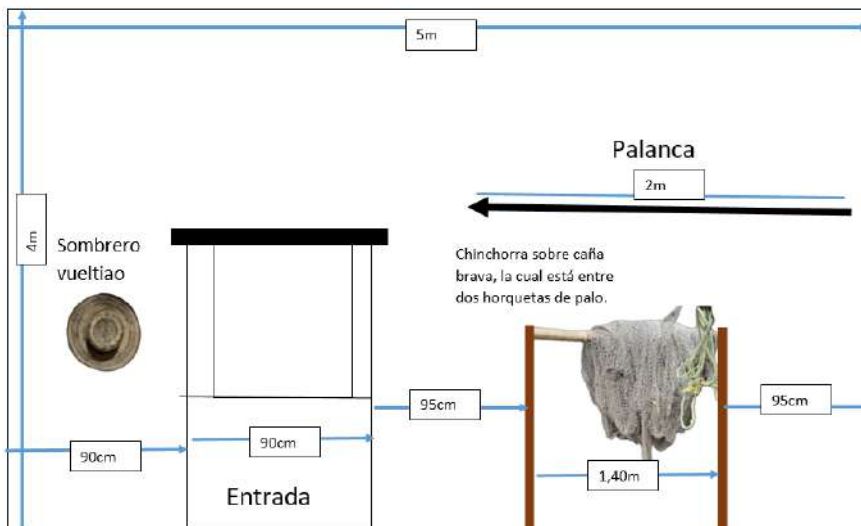 5m
Palanca
2m
4m
Sombrero
vueltiao
Chinchorra sobre caña
brava, la cual está entre
dos horquetas de palo.
95cm
95cm
90cm
90cm
1,40m
Entrada